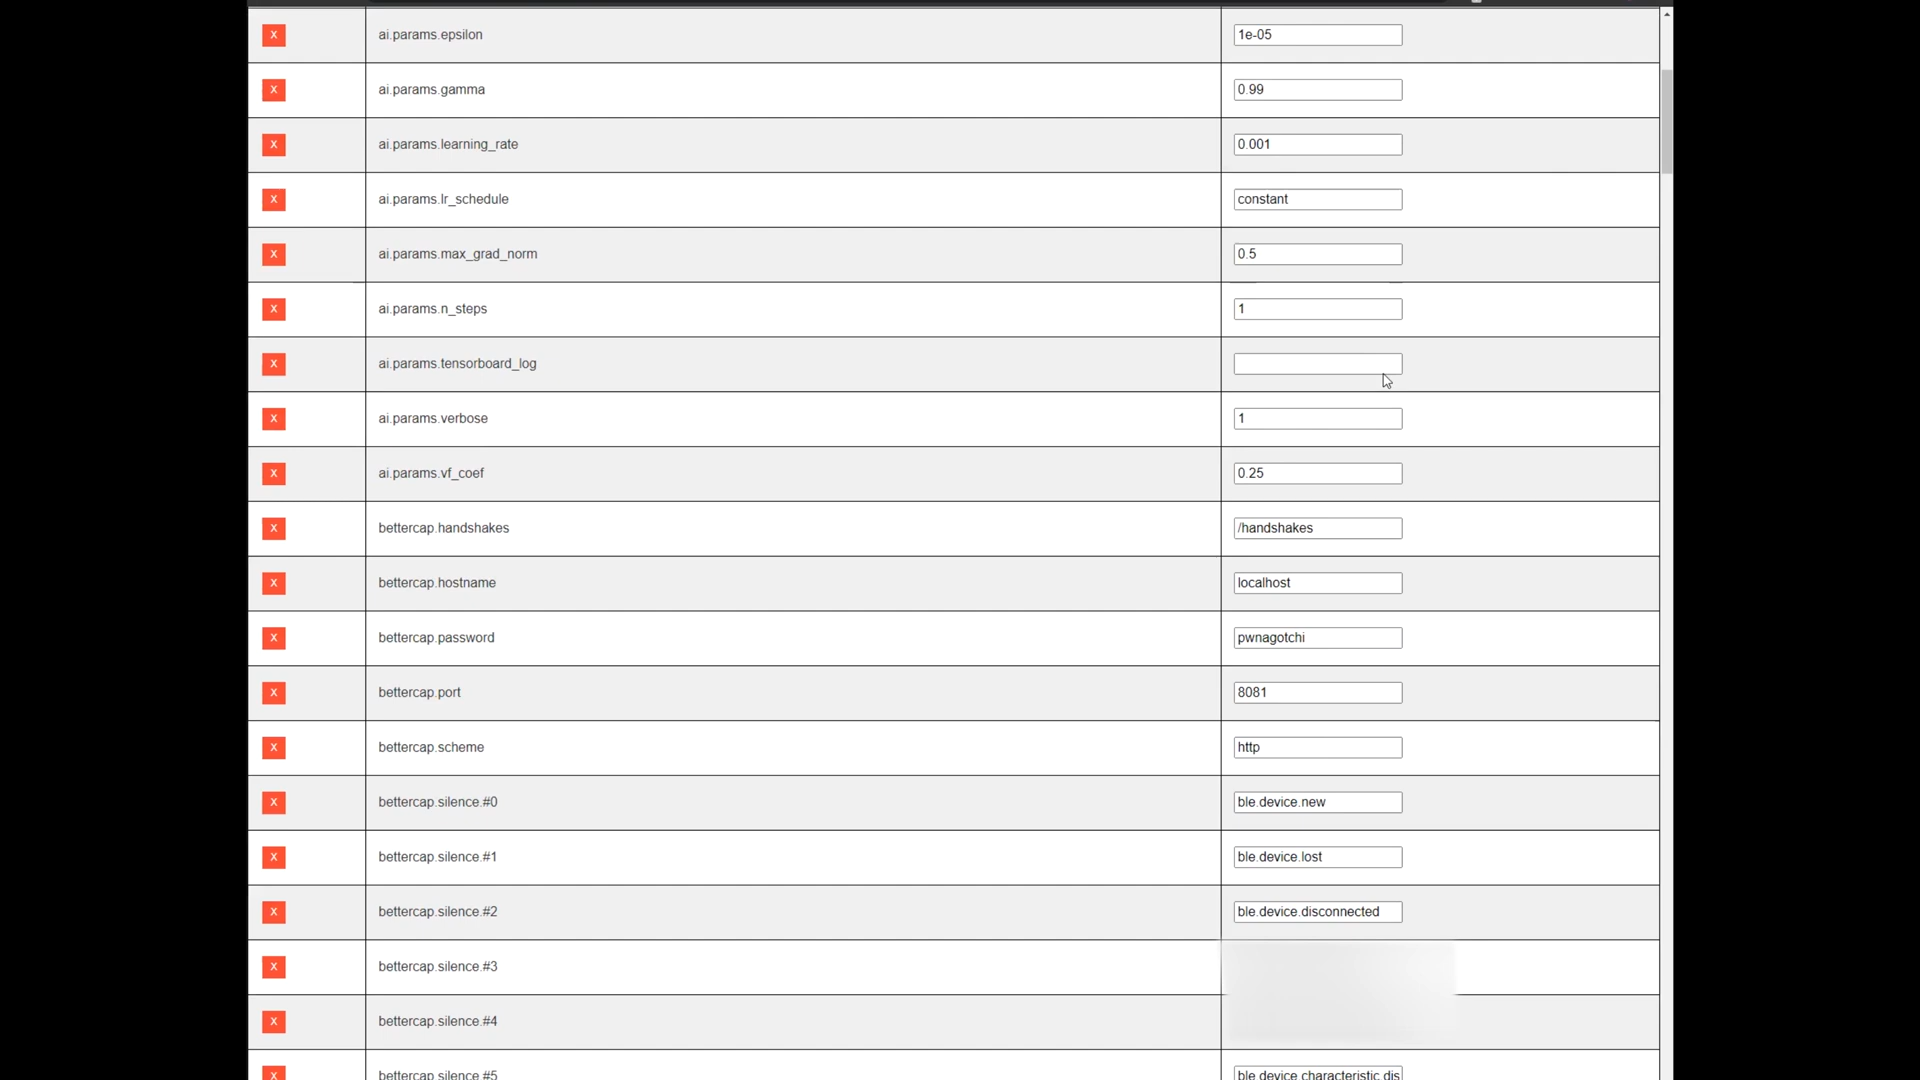 X ai.params.epsilon 1e-05
X ai.params.gamma 0.99
X ai.params.learning_rate 0.001
X ai.params.lr_schedule constant
X ai.params.max_grad_norm 0.5
X ai.params.n_steps 1
X ai.params.tensorboard_log
X ai.params.verbose 1
X ai.params.vf_coef 0.25
X bettercap.handshakes /handshakes
X bettercap.hostname localhost
X bettercap.password pwnagotchi
X bettercap.port 8081
X bettercap.scheme http
X bettercap.silence.#0 ble.device.new
X bettercap.silence.#1 ble.device.lost
X bettercap.silence.#2 ble.device.disconnected
X bettercap.silence.#3
X bettercap.silence.#4
X bettercap.silence.#5 ble.device.characteristic.dis